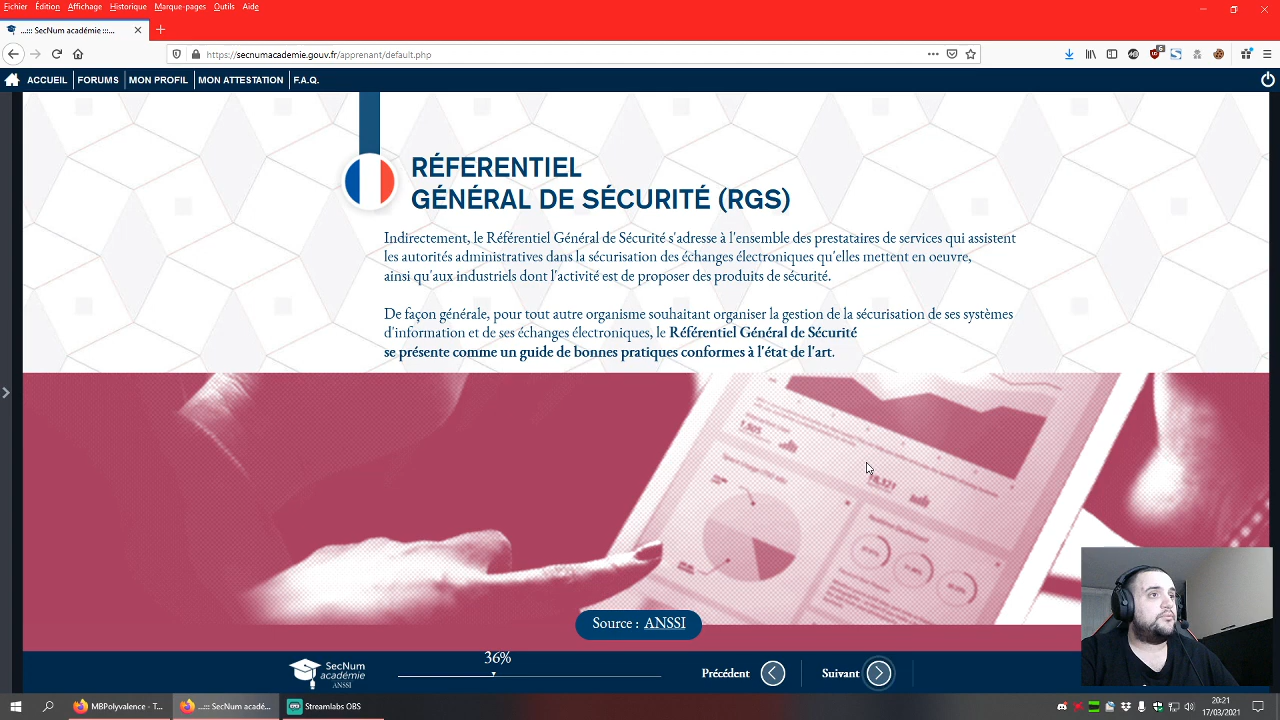 Fichier Édition Affichage Historique Marque-pages Outils Aide
...:: SecNum académie :::...
https://secnumacademie.gouv.fr/apprenant/default.php
ACCUEIL FORUMS MON PROFIL MON ATTESTATION F.A.Q.
RÉFERENTIEL
GÉNÉRAL DE SÉCURITÉ (RGS)
Indirectement, le Référentiel Général de Sécurité s'adresse à l'ensemble des prestataires de services qui assistent
les autorités administratives dans la sécurisation des échanges électroniques qu'elles mettent en oeuvre,
ainsi qu'aux industriels dont l'activité est de proposer des produits de sécurité.
De façon générale, pour tout autre organisme souhaitant organiser la gestion de la sécurisation de ses systèmes
d'information et de ses échanges électroniques, le Référentiel Général de Sécurité
se présente comme un guide de bonnes pratiques conformes à l'état de l'art.
1,505
18,321
Source : ANSSI
36%
SecNum
académie
ANSSI
Précédent
Suivant
MBPolyvalence - T...
...:: SecNum acadé...
Streamlabs OBS
20:21
17/03/2021